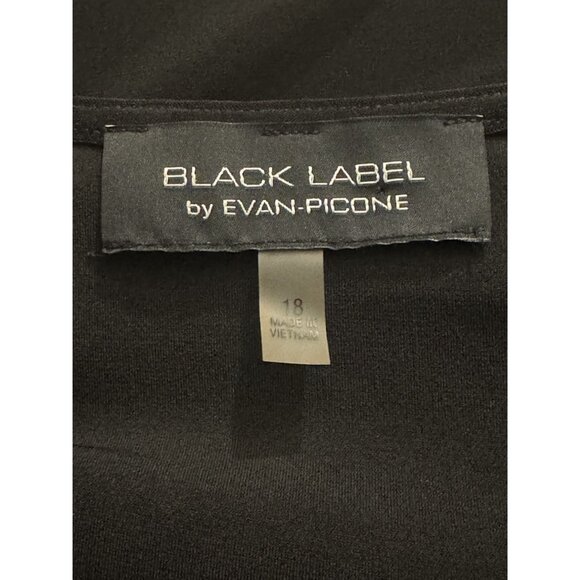 BLACK LABEL
by EVAN-PICONE
18
MADE IN
VIETNAM